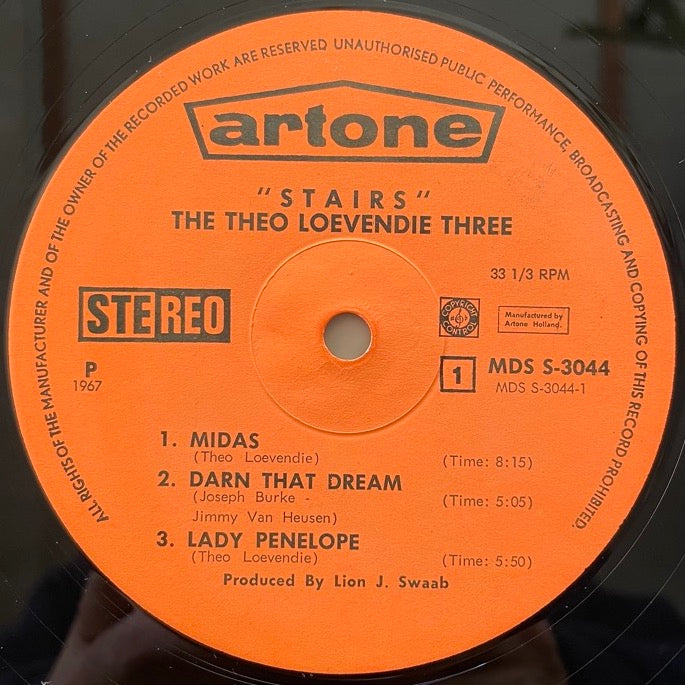 ALL RIGHTS OF THE MANUFACTURER AND OF THE OWNER OF THE RECORDED WORK ARE RESERVED. UNAUTHORISED PUBLIC PERFORMANCE, BROADCASTING AND COPYING OF THIS RECORD PROHIBITED.
artone
"STAIRS"
THE THEO LOEVENDIE THREE
33 1/3 RPM
STEREO
COPYRIGHT CONTROL
Manufactured by
Artone Holland.
P
1967
1
MDS S-3044
MDS S-3044-1
1. MIDAS
(Theo Loevendie) (Time: 8:15)
2. DARN THAT DREAM
(Joseph Burke - (Time: 5:05)
Jimmy Van Heusen)
3. LADY PENELOPE
(Theo Loevendie) (Time: 5:50)
Produced By Lion J. Swaab